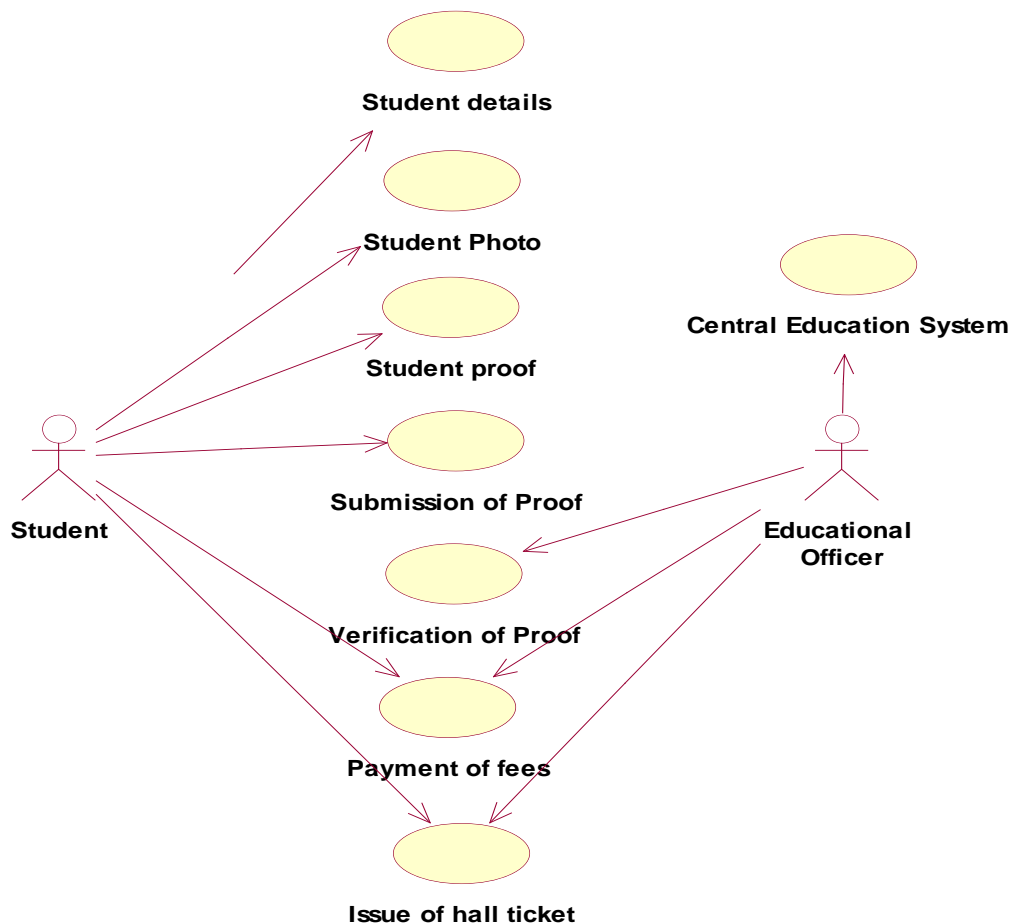 Student details
Student Photo
Student proof
Central Education System
Submission of Proof
Student
Educational
Officer
Verification of Proof
Payment of fees
Issue of hall ticket